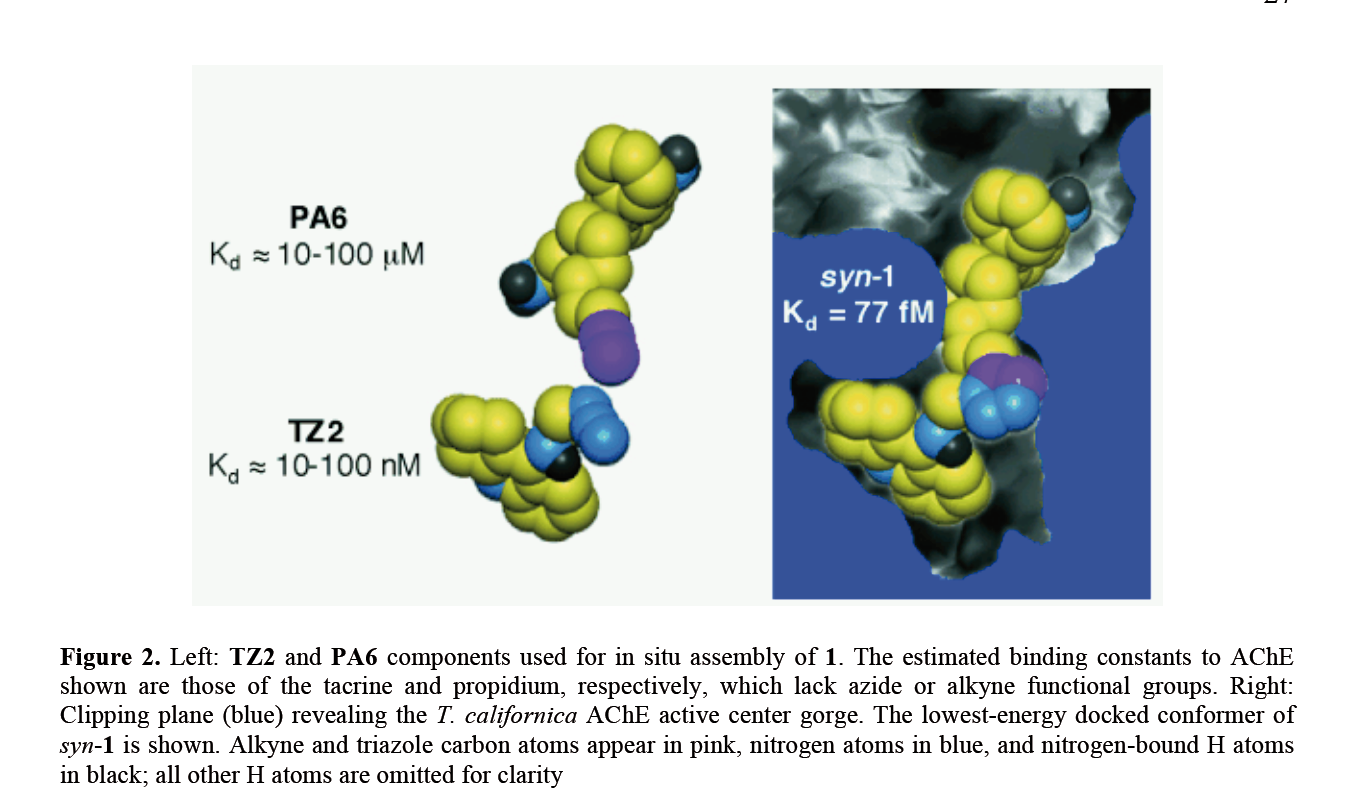 PA6
Kd ≈ 10-100 μM
TZ2
Kd ≈ 10-100 nM
syn-1
Kd = 77 fM
Figure 2. Left: TZ2 and PA6 components used for in situ assembly of 1. The estimated binding constants to AChE
shown are those of the tacrine and propidium, respectively, which lack azide or alkyne functional groups. Right:
Clipping plane (blue) revealing the T. californica AChE active center gorge. The lowest-energy docked conformer of
syn-1 is shown. Alkyne and triazole carbon atoms appear in pink, nitrogen atoms in blue, and nitrogen-bound H atoms
in black; all other H atoms are omitted for clarity